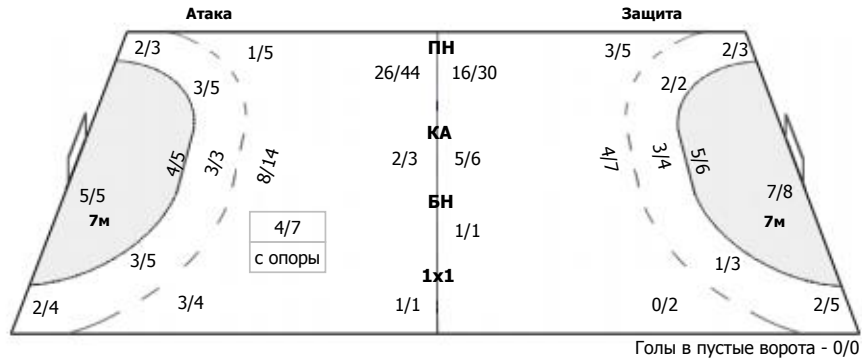 Атака Защита
2/3 1/5 ПН 3/5 2/3
26/44 16/30
3/5 2/2
КА
4/5 3/3 8/14 2/3 5/6 4/7 3/4 5/6
5/5 7/8
7м БН 7м
4/7 1/1
с опоры
3/5 1/3
1х1
2/4 3/4 1/1 0/2 2/5
Голы в пустые ворота - 0/0